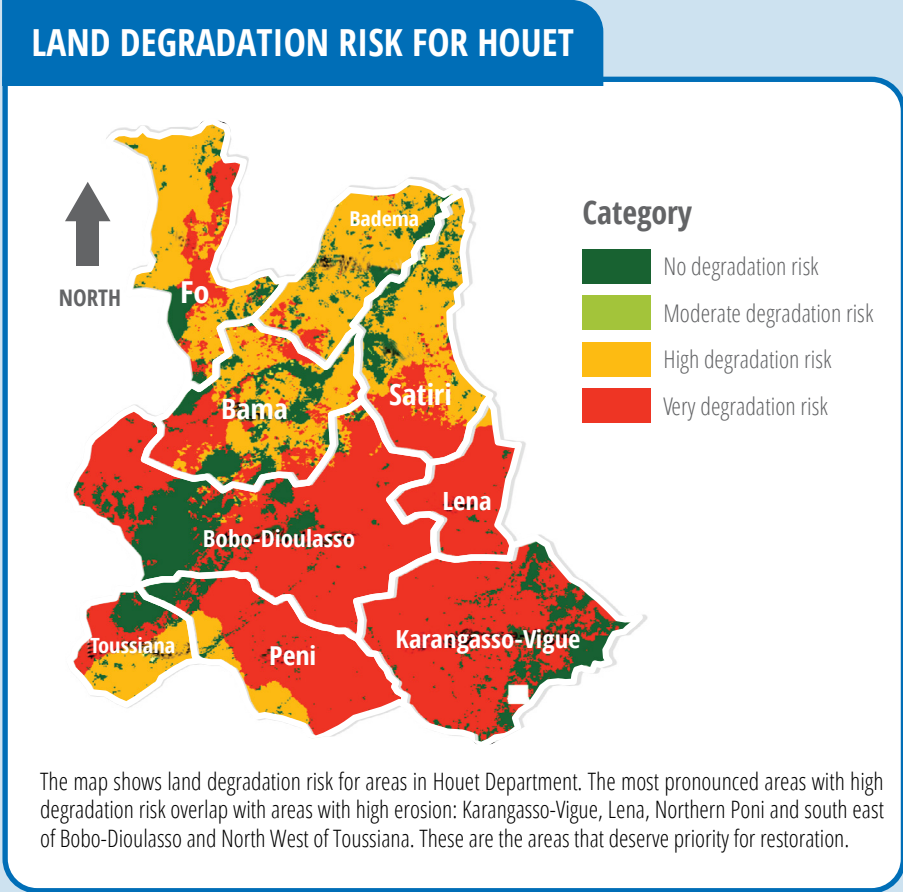 LAND DEGRADATION RISK FOR HOUET
NORTH
Badema
Fo
Bama
Satiri
Lena
Bobo-Dioulasso
Toussiana
Peni
Karangasso-Vigue
Category
No degradation risk
Moderate degradation risk
High degradation risk
Very degradation risk
The map shows land degradation risk for areas in Houet Department. The most pronounced areas with high
degradation risk overlap with areas with high erosion: Karangasso-Vigue, Lena, Northern Poni and south east
of Bobo-Dioulasso and North West of Toussiana. These are the areas that deserve priority for restoration.